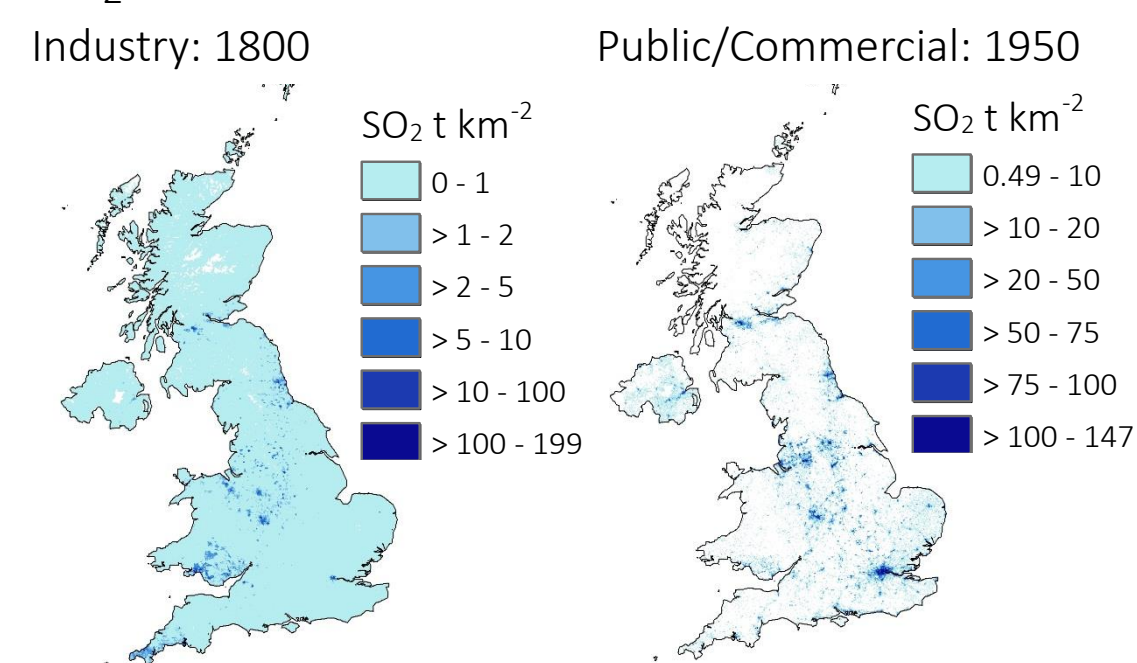 2
Industry: 1800
SO₂ t km⁻²
0 - 1
> 1 - 2
> 2 - 5
> 5 - 10
> 10 - 100
> 100 - 199
Public/Commercial: 1950
SO₂ t km⁻²
0.49 - 10
> 10 - 20
> 20 - 50
> 50 - 75
> 75 - 100
> 100 - 147